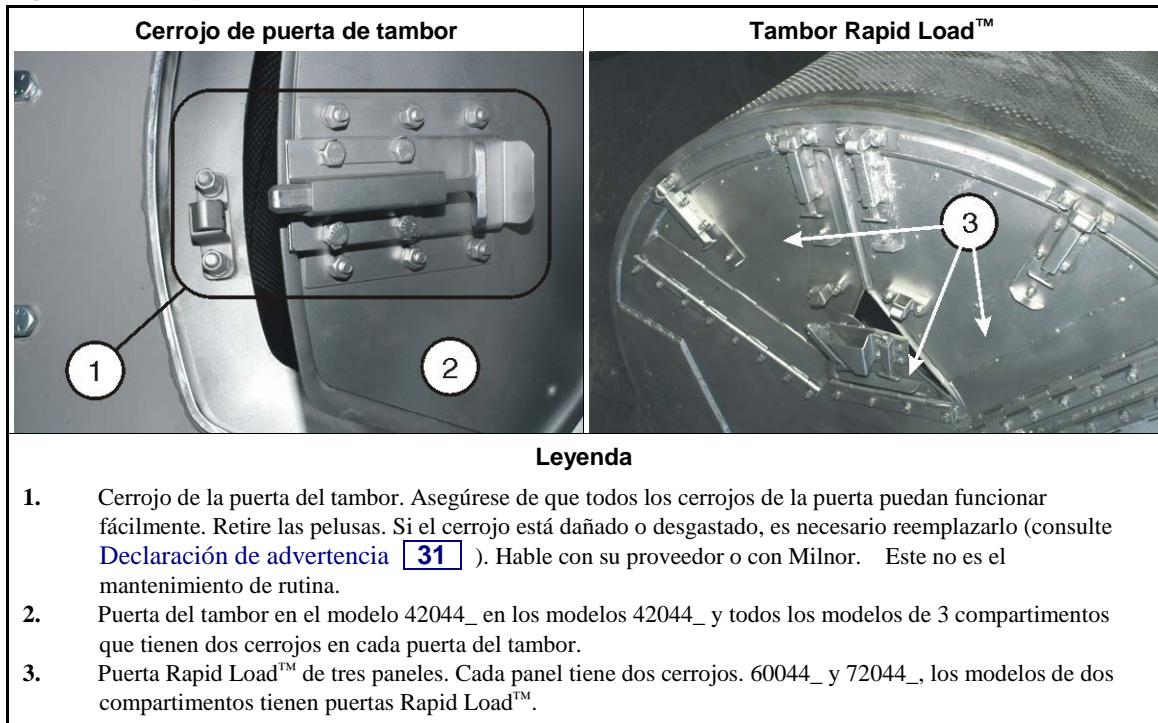 Cerrojo de puerta de tambor
Tambor Rapid Load™
1
2
3
Leyenda
1. Cerrojo de la puerta del tambor. Asegúrese de que todos los cerrojos de la puerta puedan funcionar
fácilmente. Retire las pelusas. Si el cerrojo está dañado o desgastado, es necesario reemplazarlo (consulte
Declaración de advertencia 31 ). Hable con su proveedor o con Milnor. Este no es el
mantenimiento de rutina.
2. Puerta del tambor en el modelo 42044_ en los modelos 42044_ y todos los modelos de 3 compartimentos
que tienen dos cerrojos en cada puerta del tambor.
3. Puerta Rapid Load™ de tres paneles. Cada panel tiene dos cerrojos. 60044_ y 72044_, los modelos de dos
compartimentos tienen puertas Rapid Load™.